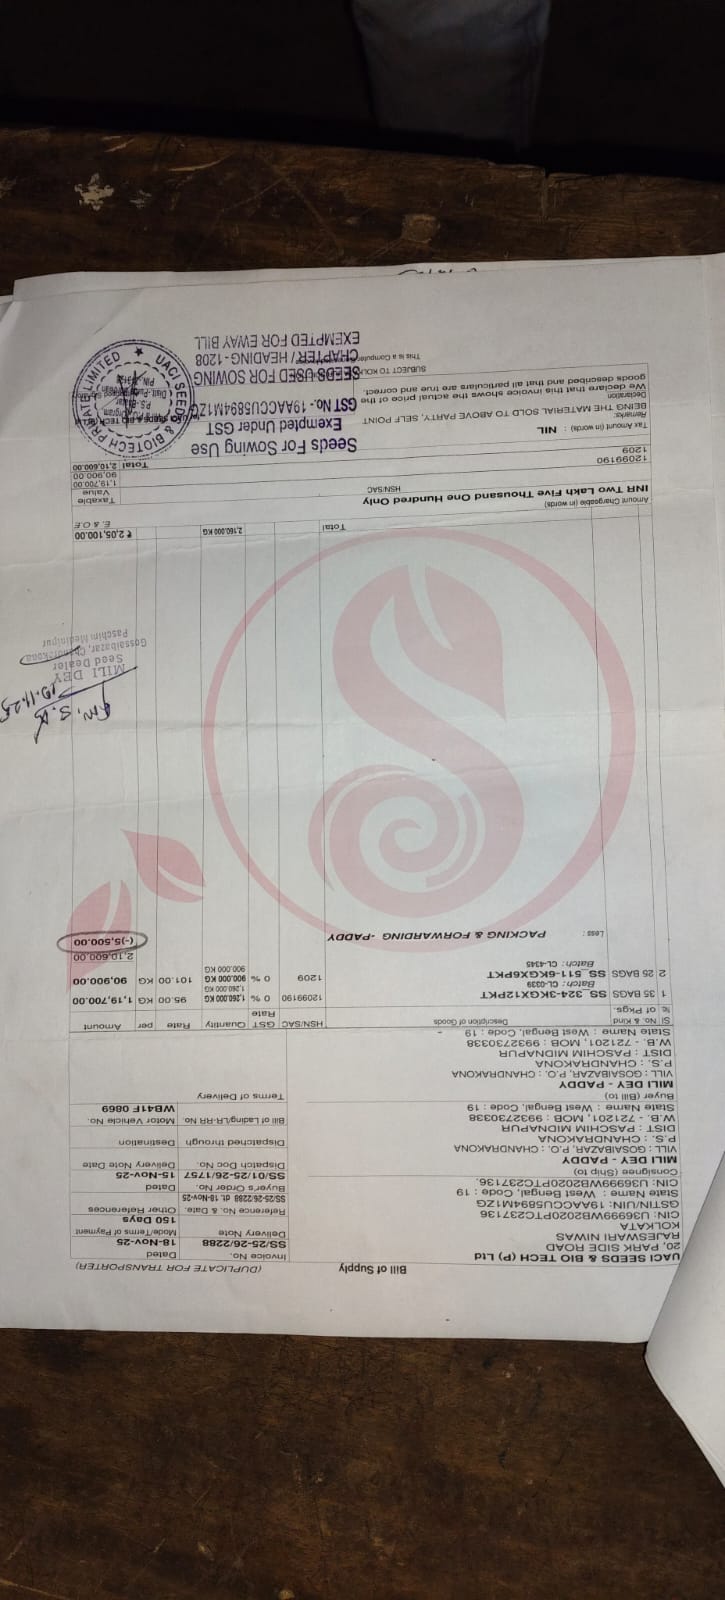 Bill of Supply
(DUPLICATE FOR TRANSPORTER)
UACI SEEDS & BIO TECH (P) Ltd
20, PARK SIDE ROAD
RAJESWARI NIWAS
KOLKATA
CIN: U36999WB2020PTC237136
GSTIN/UIN: 19AACCU5894M1ZG
State Name : West Bengal, Code : 19
CIN: U36999WB2020PTC237136.
Invoice No.
SS/25-26/2288
Dated
18-Nov-25
Delivery Note
Mode/Terms of Payment
150 Days
Reference No. & Date.
SS/25-26/2288 dt. 18-Nov-25
Other References
Buyer's Order No.
SS/01/25-26/1757
Dated
15-Nov-25
Dispatch Doc No.
Delivery Note Date
Dispatched through
Destination
Bill of Lading/LR-RR No.
Motor Vehicle No.
WB41F 0869
Terms of Delivery
Consignee (Ship to)
MILI DEY - PADDY
VILL : GOSAIBAZAR, P.O. : CHANDRAKONA
P.S. : CHANDRAKONA
DIST : PASCHIM MIDNAPUR
W.B. - 721201, MOB : 9932730338
State Name : West Bengal, Code : 19
Buyer (Bill to)
MILI DEY - PADDY
VILL : GOSAIBAZAR, P.O. : CHANDRAKONA
P.S. : CHANDRAKONA
DIST : PASCHIM MIDNAPUR
W.B. - 721201, MOB : 9932730338
State Name : West Bengal, Code : 19
Sl No. & Kind of Pkgs. Description of Goods HSN/SAC GST Rate Quantity Rate per Amount
1 35 BAGS SS_324-3KGX12PKT 12099190 0 % 1,260.000 KG 95.00 KG 1,19,700.00
Batch : CL-0339 1,260.000 KG
2 25 BAGS SS_511-6KGX6PKT 1209 0 % 900.000 KG 101.00 KG 90,900.00
Batch : CL-4345 900.000 KG
2,10,600.00
Less : PACKING & FORWARDING -PADDY (-)5,500.00
19.11.25
MILI DEY
Seed Dealer
Gossaibazar, Chandrakona
Paschim Medinipur
Total 2,160.000 KG ₹ 2,05,100.00
Amount Chargeable (in words) E. & O.E
INR Two Lakh Five Thousand One Hundred Only
HSN/SAC Taxable Value
12099190 1,19,700.00
1209 90,900.00
Total 2,10,600.00
Tax Amount (in words) : NIL
Remarks:
BEING THE MATERIAL SOLD TO ABOVE PARTY, SELF POINT
Declaration
We declare that this invoice shows the actual price of the
goods described and that all particulars are true and correct.
Seeds For Sowing Use
Exempted Under GST
GST No.- 19AACCU5894M1ZG
SEEDS USED FOR SOWING
CHAPTER / HEADING - 1208
EXEMPTED FOR EWAY BILL
UACI SEEDS & BIOTECH PRIVATE LIMITED
SUBJECT TO
This is a Computer